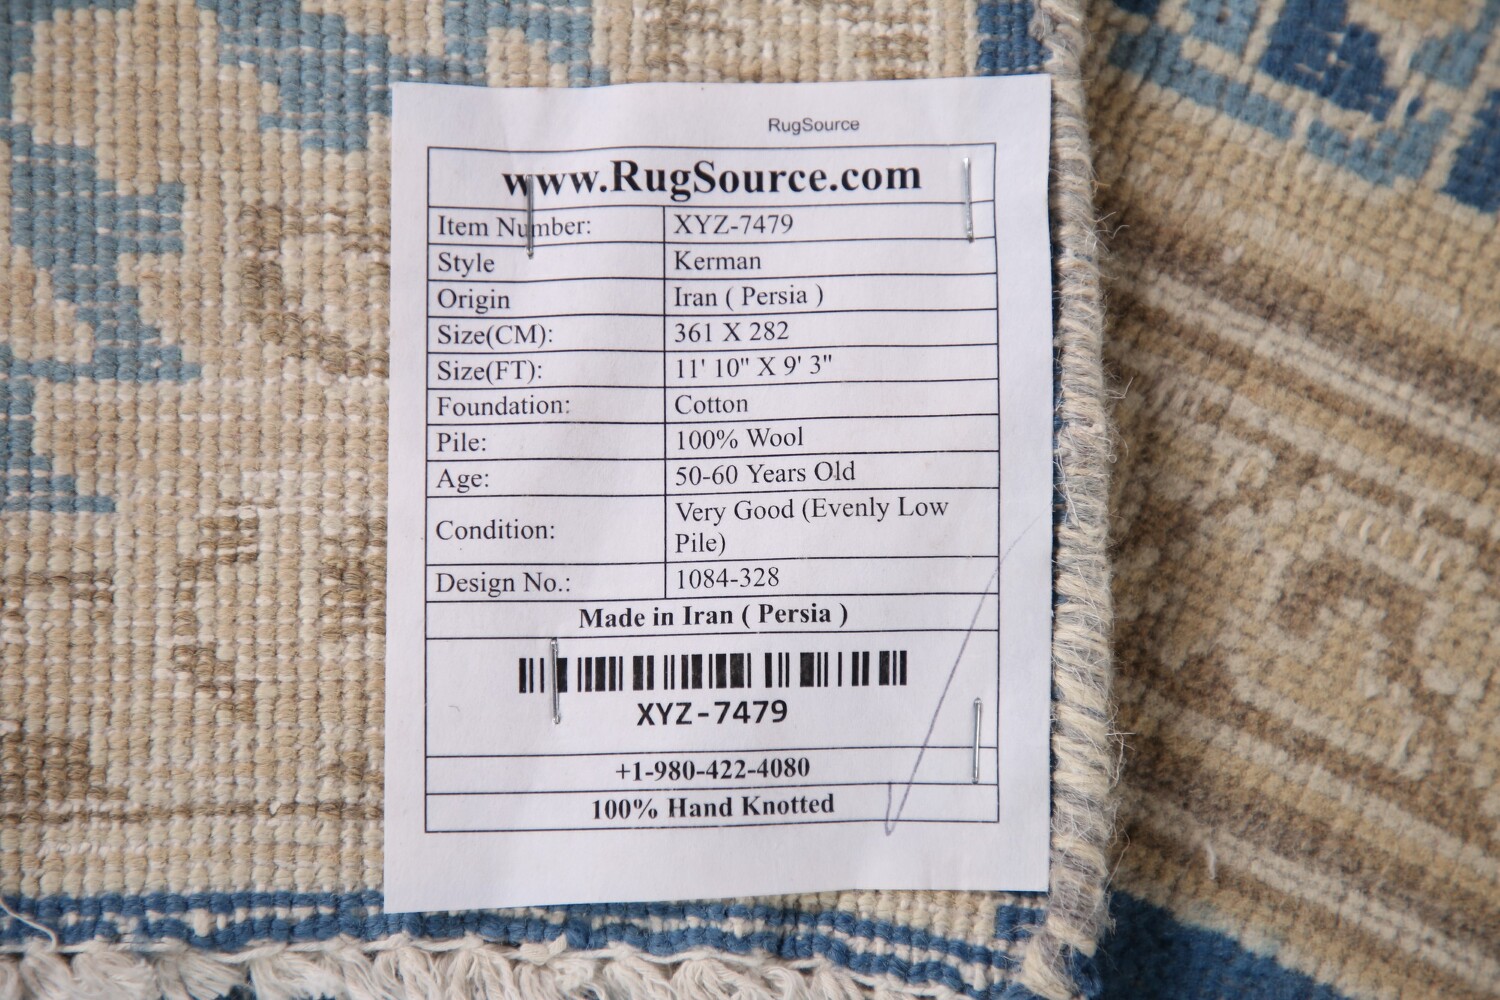 RugSource
www.RugSource.com
Item Number: XYZ-7479
Style Kerman
Origin Iran ( Persia )
Size(CM): 361 X 282
Size(FT): 11' 10" X 9' 3"
Foundation: Cotton
Pile: 100% Wool
Age: 50-60 Years Old
Condition: Very Good (Evenly Low
Pile)
Design No.: 1084-328
Made in Iran ( Persia )
XYZ-7479
+1-980-422-4080
100% Hand Knotted